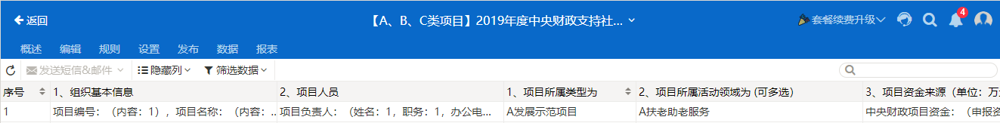 返回 【A、B、C类项目】2019年度中央财政支持社... 套餐续费升级 4
概述 编辑 规则 设置 发布 数据 报表
发送短信&邮件 隐藏列 筛选数据
序号 1、组织基本信息 2、项目人员 1、项目所属类型为 2、项目所属活动领域为 (可多选) 3、项目资金来源（单位：万
1 项目编号：（内容：1），项目名称：（内容：... 项目负责人：（姓名：1，职务：1，办公电... A发展示范项目 A扶老助老服务 中央财政项目资金：（申报资